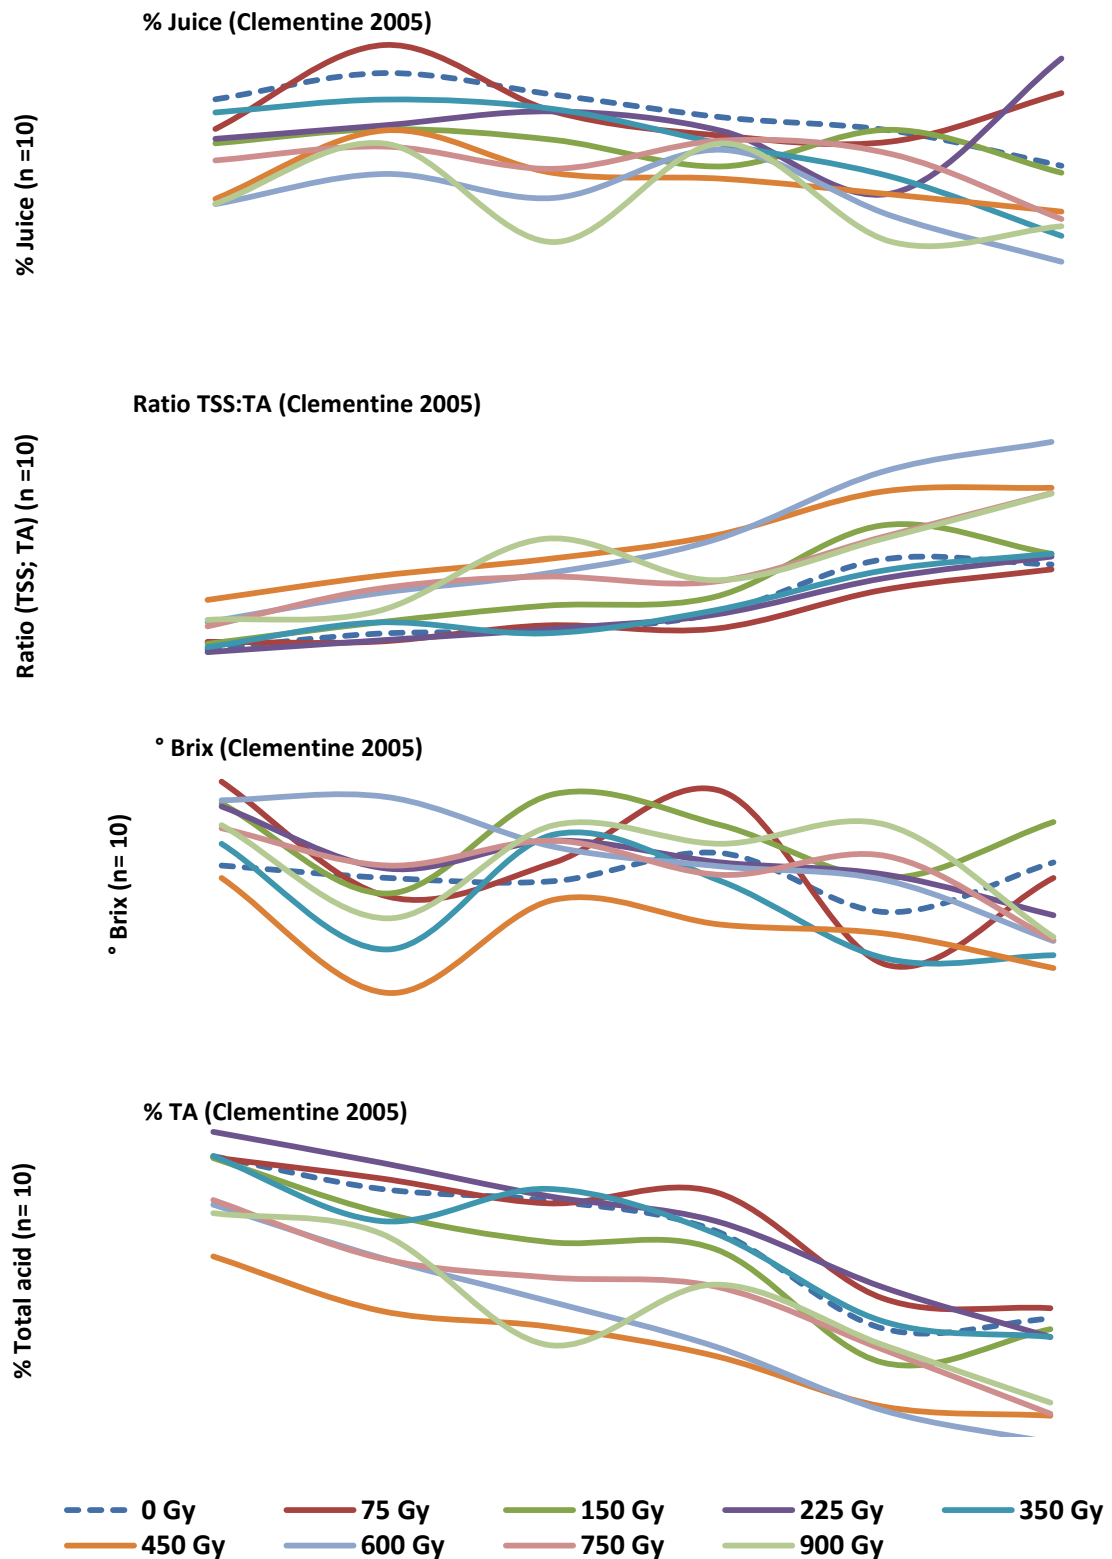 % Juice (Clementine 2005)
% Juice (n =10)
Ratio TSS:TA (Clementine 2005)
Ratio (TSS; TA) (n =10)
° Brix (Clementine 2005)
° Brix (n= 10)
% TA (Clementine 2005)
% Total acid (n= 10)
0 Gy 75 Gy 150 Gy 225 Gy 350 Gy
450 Gy 600 Gy 750 Gy 900 Gy